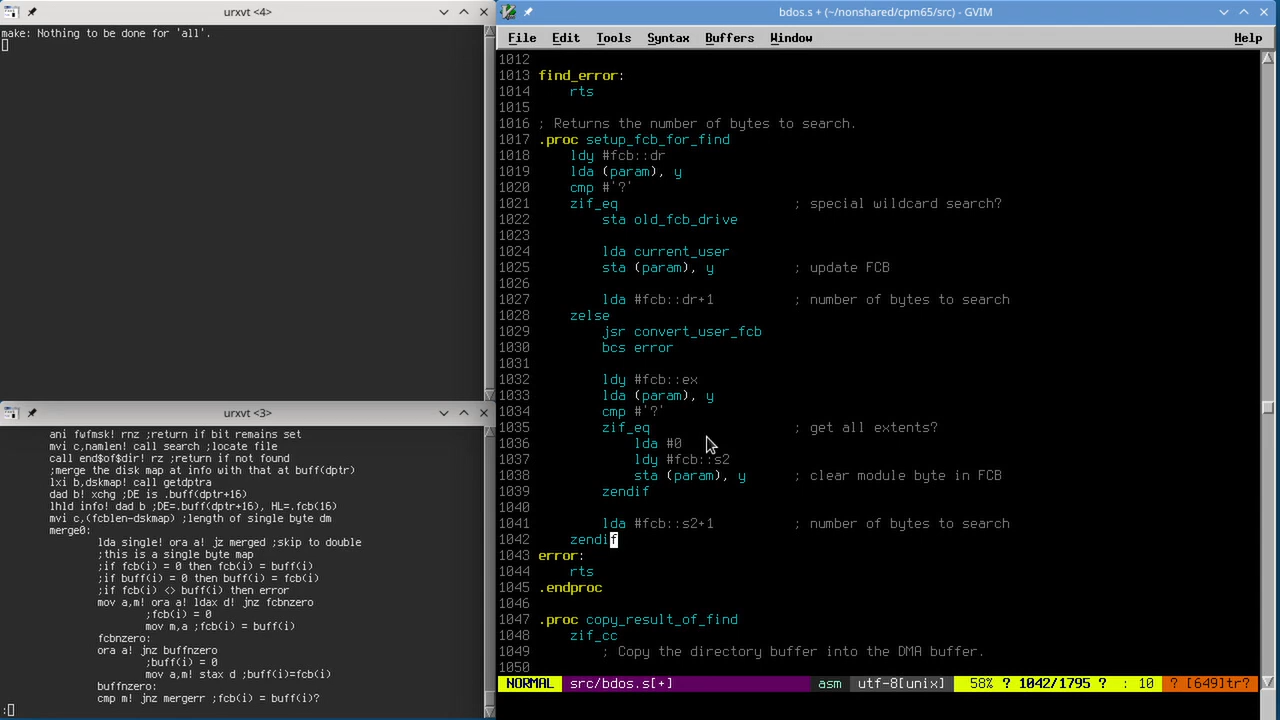 urxvt <4>
make: Nothing to be done for 'all'.
urxvt <3>
ani fwfmsk! rnz ;return if bit remains set
mvi c,namlen! call search ;locate file
call end$of$dir! rz ;return if not found
;merge the disk map at info with that at buff(dptr)
lxi b,dskmap! call getdptra
dad b! xchg ;DE is .buff(dptr+16)
lhld info! dad b ;DE=.buff(dptr+16), HL=.fcb(16)
mvi c,(fcblen-dskmap) ;length of single byte dm
merge0:
lda single! ora a! jz merged ;skip to double
;this is a single byte map
;if fcb(i) = 0 then fcb(i) = buff(i)
;if buff(i) = 0 then buff(i) = fcb(i)
;if fcb(i) <> buff(i) then error
mov a,m! ora a! ldax d! jnz fcbnzero
;fcb(i) = 0
mov m,a ;fcb(i) = buff(i)
fcbnzero:
ora a! jnz buffnzero
;buff(i) = 0
mov a,m! stax d ;buff(i)=fcb(i)
buffnzero:
cmp m! jnz mergerr ;fcb(i) = buff(i)?
:
bdos.s + (~/nonshared/cpm65/src) - GVIM
File Edit Tools Syntax Buffers Window Help
1012
1013 find_error:
1014 rts
1015
1016 ; Returns the number of bytes to search.
1017 .proc setup_fcb_for_find
1018 ldy #fcb::dr
1019 lda (param), y
1020 cmp #'?'
1021 zif_eq ; special wildcard search?
1022 sta old_fcb_drive
1023
1024 lda current_user
1025 sta (param), y ; update FCB
1026
1027 lda #fcb::dr+1 ; number of bytes to search
1028 zelse
1029 jsr convert_user_fcb
1030 bcs error
1031
1032 ldy #fcb::ex
1033 lda (param), y
1034 cmp #'?'
1035 zif_eq ; get all extents?
1036 lda #0
1037 ldy #fcb::s2
1038 sta (param), y ; clear module byte in FCB
1039 zendif
1040
1041 lda #fcb::s2+1 ; number of bytes to search
1042 zendif
1043 error:
1044 rts
1045 .endproc
1046
1047 .proc copy_result_of_find
1048 zif_cc
1049 ; Copy the directory buffer into the DMA buffer.
1050
NORMAL src/bdos.s[+] asm utf-8[unix] 58% ? 1042/1795 ? : 10 ? [649]tr?